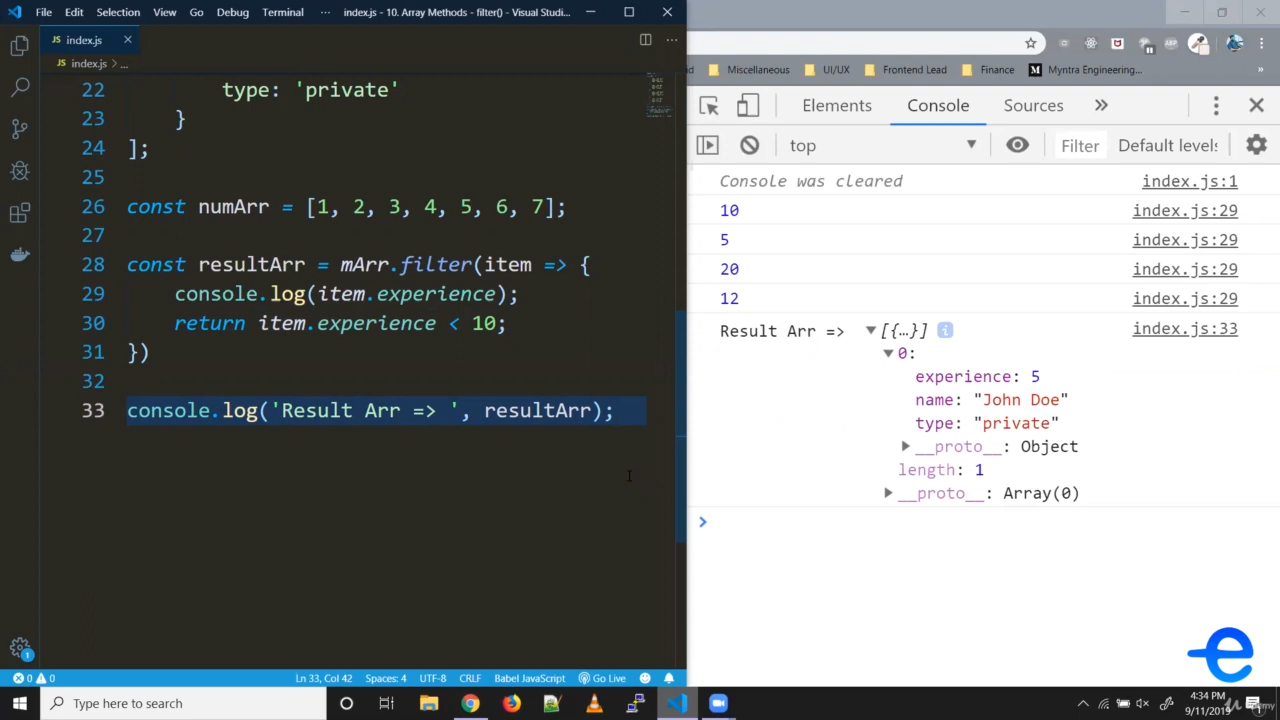 File Edit Selection View Go Debug Terminal ··· index.js - 10. Array Methods - filter() - Visual Studi...
JS index.js ×
JS index.js > ...
22 type: 'private'
23 }
24 ];
25
26 const numArr = [1, 2, 3, 4, 5, 6, 7];
27
28 const resultArr = mArr.filter(item => {
29 console.log(item.experience);
30 return item.experience < 10;
31 })
32
33 console.log('Result Arr => ', resultArr);
0 0 Ln 33, Col 42 Spaces: 4 UTF-8 CRLF Babel JavaScript Go Live
ABP
id Miscellaneous UI/UX Frontend Lead Finance M Myntra Engineering... »
Elements Console Sources »
top Filter Default levels
Console was cleared index.js:1
10 index.js:29
5 index.js:29
20 index.js:29
12 index.js:29
Result Arr => ▼[{…}] i index.js:33
▼0:
experience: 5
name: "John Doe"
type: "private"
▶__proto__: Object
length: 1
▶__proto__: Array(0)
>
Type here to search
4:34 PM
9/11/2019